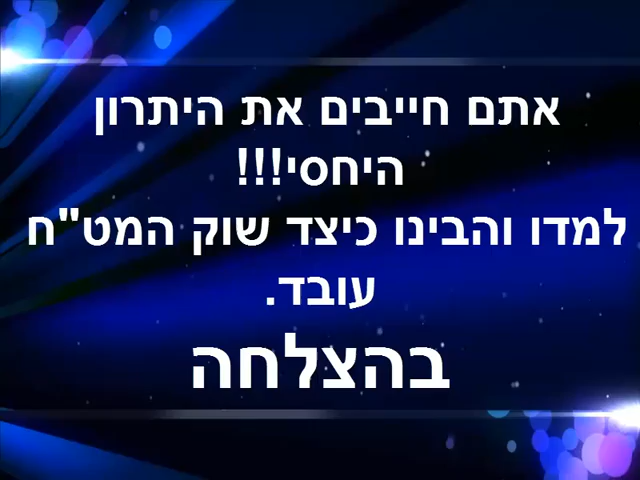 אתם חייבים את היתרון
היחסי!!!
למדו והבינו כיצד שוק המט"ח
עובד.
בהצלחה